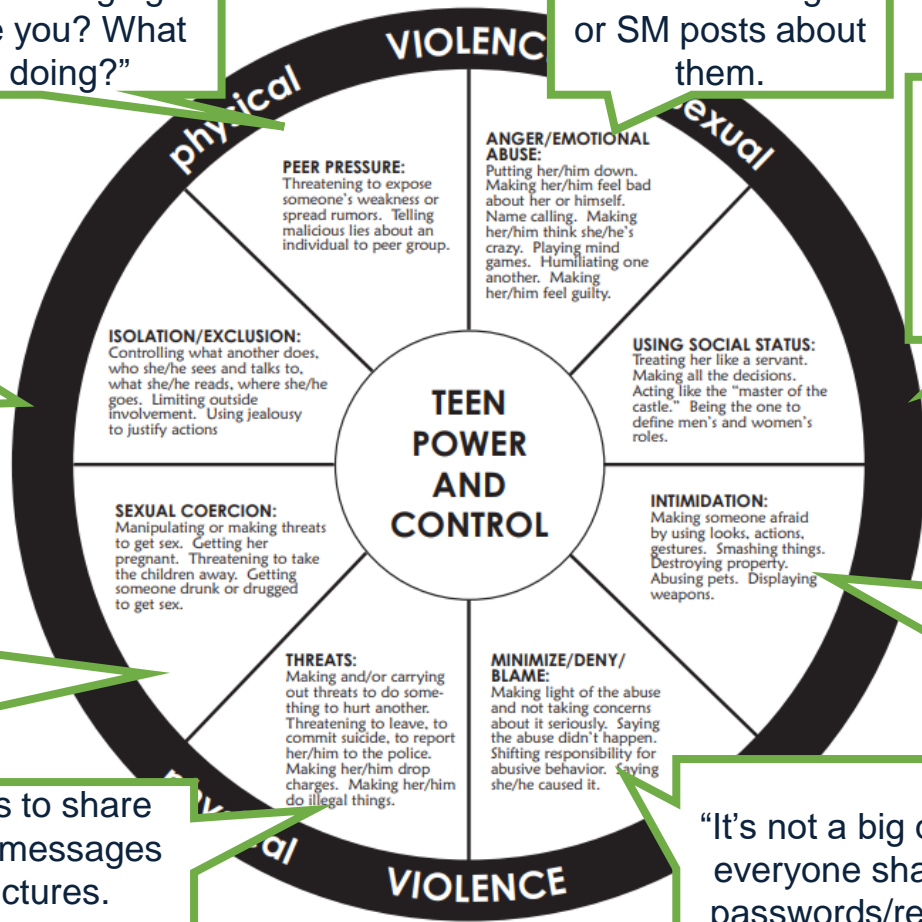 e you? What
doing?”
or SM posts about
them.
physical
VIOLENC
sexual
PEER PRESSURE:
Threatening to expose
someone's weakness or
spread rumors. Telling
malicious lies about an
individual to peer group.
ANGER/EMOTIONAL
ABUSE:
Putting her/him down.
Making her/him feel bad
about her or himself.
Name calling. Making
her/him think she/he's
crazy. Playing mind
games. Humiliating one
another. Making
her/him feel guilty.
ISOLATION/EXCLUSION:
Controlling what another does,
who she/he sees and talks to,
what she/he reads, where she/he
goes. Limiting outside
involvement. Using jealousy
to justify actions
USING SOCIAL STATUS:
Treating her like a servant.
Making all the decisions.
Acting like the “master of the
castle.” Being the one to
define men's and women's
roles.
TEEN
POWER
AND
CONTROL
SEXUAL COERCION:
Manipulating or making threats
to get sex. Getting her
pregnant. Threatening to take
the children away. Getting
someone drunk or drugged
to get sex.
INTIMIDATION:
Making someone afraid
by using looks, actions,
gestures. Smashing things.
Destroying property.
Abusing pets. Displaying
weapons.
THREATS:
Making and/or carrying
out threats to do some-
thing to hurt another.
Threatening to leave, to
commit suicide, to report
her/him to the police.
Making her/him drop
charges. Making her/him
do illegal things.
MINIMIZE/DENY/
BLAME:
Making light of the abuse
and not taking concerns
about it seriously. Saying
the abuse didn't happen.
Shifting responsibility for
abusive behavior. Saying
she/he caused it.
s to share
messages
ctures.
al
VIOLENCE
“It’s not a big
everyone sha
passwords/re